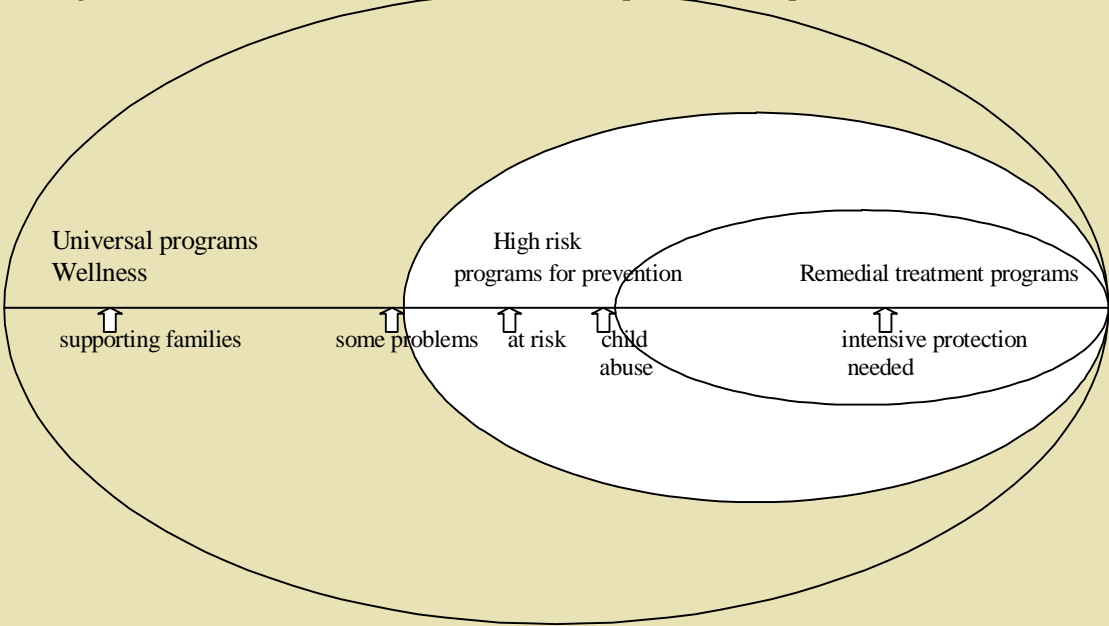 Universal programs
Wellness
High risk
programs for prevention
Remedial treatment programs
supporting families
some problems
at risk
child
abuse
intensive protection
needed